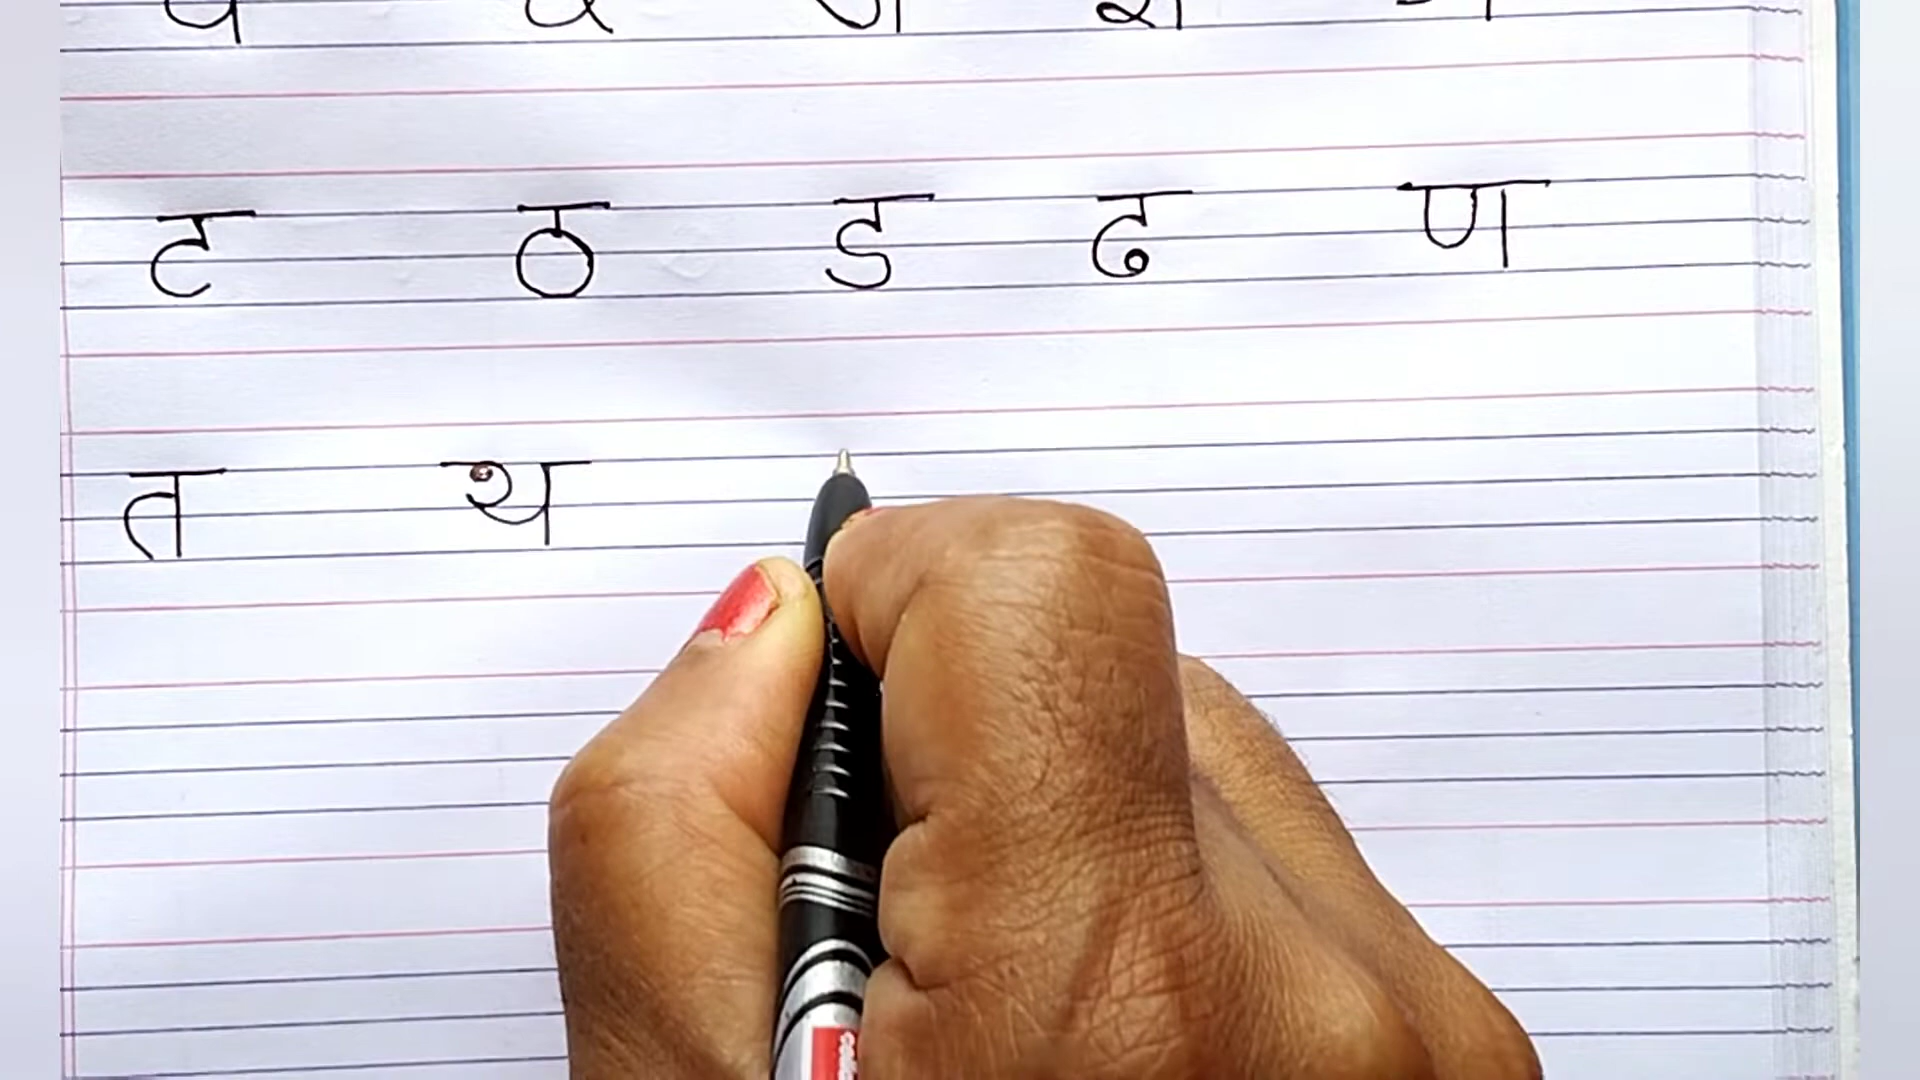 ट ठ ड ढ ण
त थ